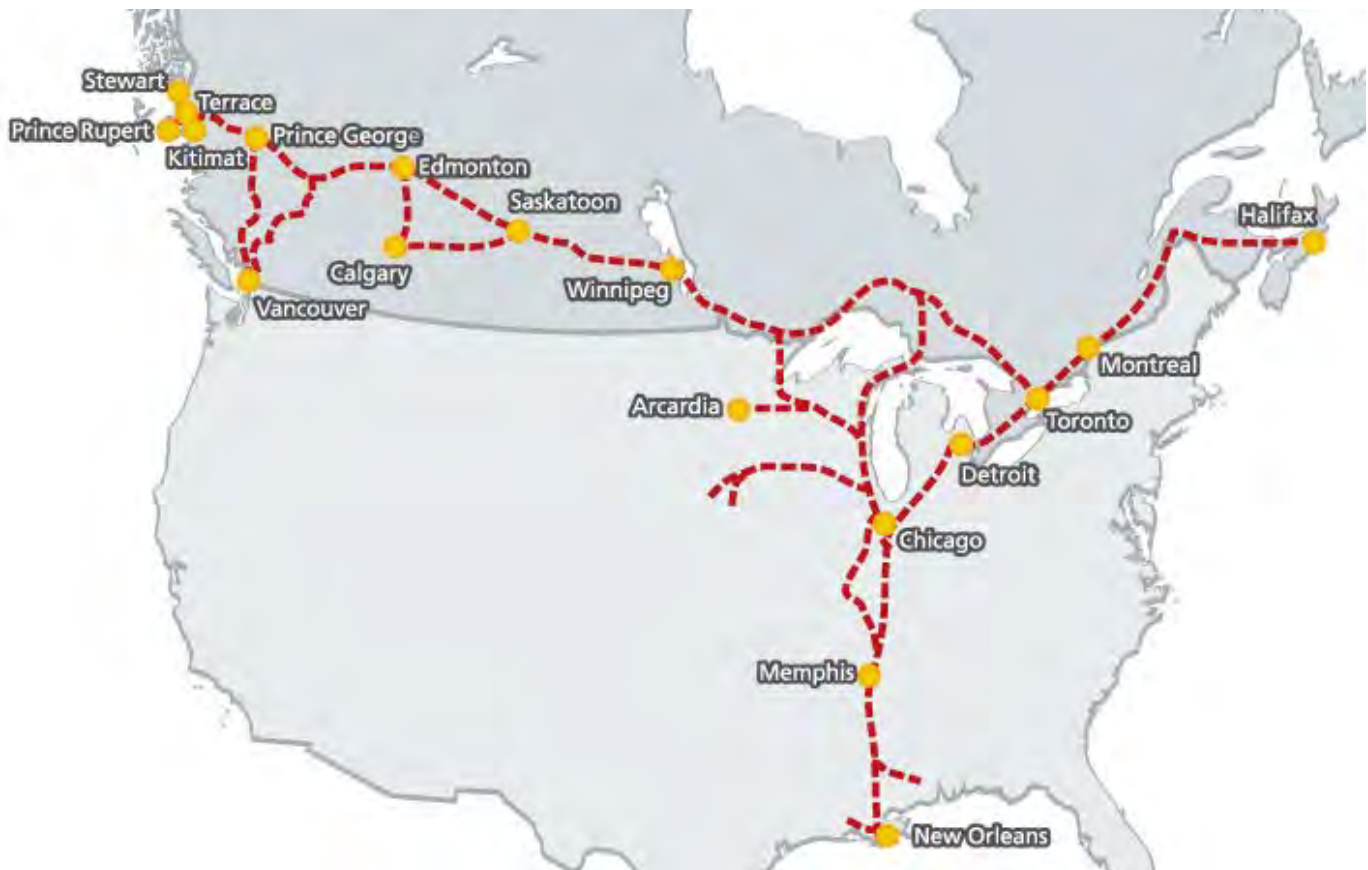 Stewart
Terrace
Prince Rupert
Prince George
Kitimat
Edmonton
Saskatoon
Halifax
Calgary
Winnipeg
Vancouver
Montreal
Arcardia
Toronto
Detroit
Chicago
Memphis
New Orleans